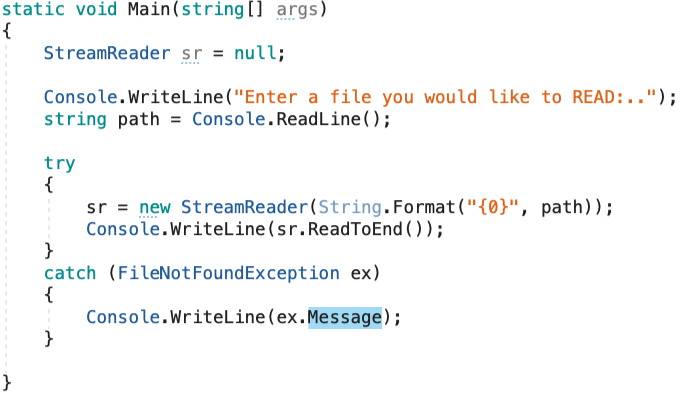 static void Main(string[] args)
{
    StreamReader sr = null;

    Console.WriteLine("Enter a file you would like to READ:..");
    string path = Console.ReadLine();

    try
    {
        sr = new StreamReader(String.Format("{0}", path));
        Console.WriteLine(sr.ReadToEnd());
    }
    catch (FileNotFoundException ex)
    {
        Console.WriteLine(ex.Message);
    }

}